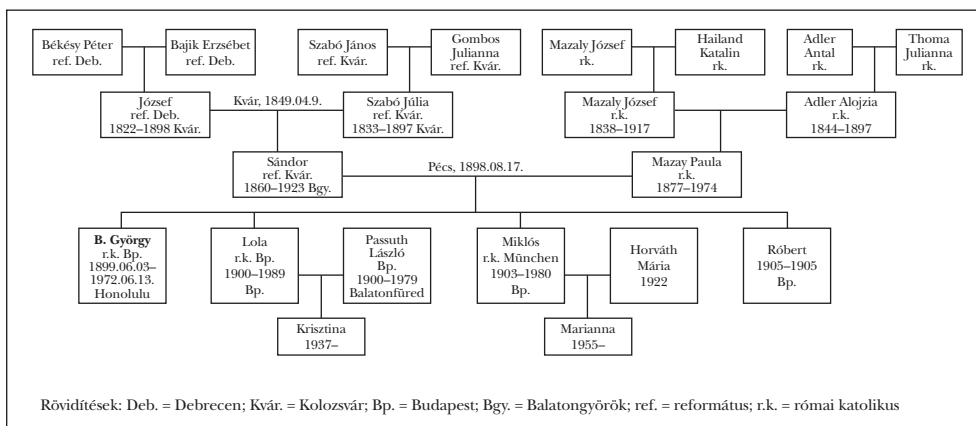 Békésy Péter
ref. Deb.
Bajik Erzsébet
ref. Deb.
Szabó János
ref. Kvár.
Gombos
Julianna
ref. Kvár.
Mazaly József
rk.
Hailand
Katalin
rk.
Adler
Antal
rk.
Thoma
Julianna
rk.
József
ref. Deb.
1822–1898 Kvár.
Kvár, 1849.04.9.
Szabó Júlia
ref. Kvár.
1833–1897 Kvár.
Mazaly József
r.k.
1838–1917
Adler Alojzia
r.k.
1844–1897
Sándor
ref. Kvár.
1860–1923 Bgy.
Pécs, 1898.08.17.
Mazay Paula
r.k.
1877–1974
B. György
r.k. Bp.
1899.06.03–
1972.06.13.
Honolulu
Lola
r.k. Bp.
1900–1989
Bp.
Passuth
László
Bp.
1900–1979
Balatonfüred
Miklós
r.k. München
1903–1980
Bp.
Horváth
Mária
1922
Róbert
1905–1905
Bp.
Krisztina
1937–
Marianna
1955–
Rövidítések: Deb. = Debrecen; Kvár. = Kolozsvár; Bp. = Budapest; Bgy. = Balatongyörök; ref. = református; r.k. = római katolikus